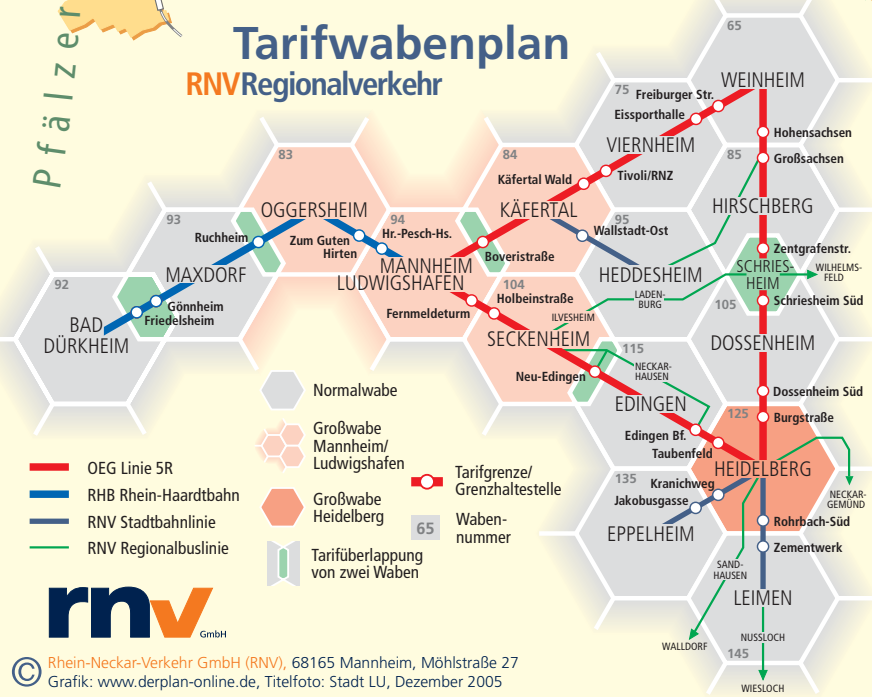 Pfälzer
Tarifwabenplan
RNVRegionalverkehr
65
WEINHEIM
75
Freiburger Str.
Eissporthalle
VIERNHEIM
Hohensachsen
Großsachsen
83
84
85
Käfertal Wald
Tivoli/RNZ
OGGERSHEIM
KÄFERTAL
HIRSCHBERG
93
94
95
Ruchheim
Zum Guten
Hirten
Hr.-Pesch-Hs.
Wallstadt-Ost
Boveristraße
Zentgrafenstr.
MAXDORF
MANNHEIM
LUDWIGSHAFEN
HEDDESHEIM
SCHRIES-
HEIM
WILHELMS-
FELD
92
104
105
Gönnheim
Friedelsheim
Holbeinstraße
Fernmeldeturm
LADEN-
BURG
Schriesheim Süd
ILVESHEIM
BAD
DÜRKHEIM
SECKENHEIM
DOSSENHEIM
115
Neu-Edingen
NECKAR-
HAUSEN
Dossenheim Süd
EDINGEN
125
Burgstraße
Edingen Bf.
Taubenfeld
HEIDELBERG
135
Kranichweg
Jakobusgasse
NECKAR-
GEMÜND
EPPELHEIM
Rohrbach-Süd
Zementwerk
SAND-
HAUSEN
LEIMEN
WALLDORF
NUSSLOCH
145
WIESLOCH
Normalwabe
Großwabe
Mannheim/
Ludwigshafen
Großwabe
Heidelberg
Tarifüberlappung
von zwei Waben
Tarifgrenze/
Grenzhaltestelle
65
Waben-
nummer
OEG Linie 5R
RHB Rhein-Haardtbahn
RNV Stadtbahnlinie
RNV Regionalbuslinie
rnv
GmbH
© Rhein-Neckar-Verkehr GmbH (RNV), 68165 Mannheim, Möhlstraße 27
Grafik: www.derplan-online.de, Titelfoto: Stadt LU, Dezember 2005